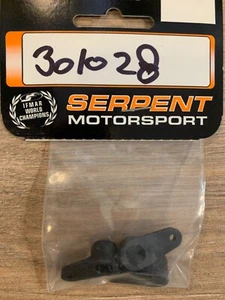 301028
IFMAR
WORLD
CHAMPIONS
SERPENT
MOTORSPORT